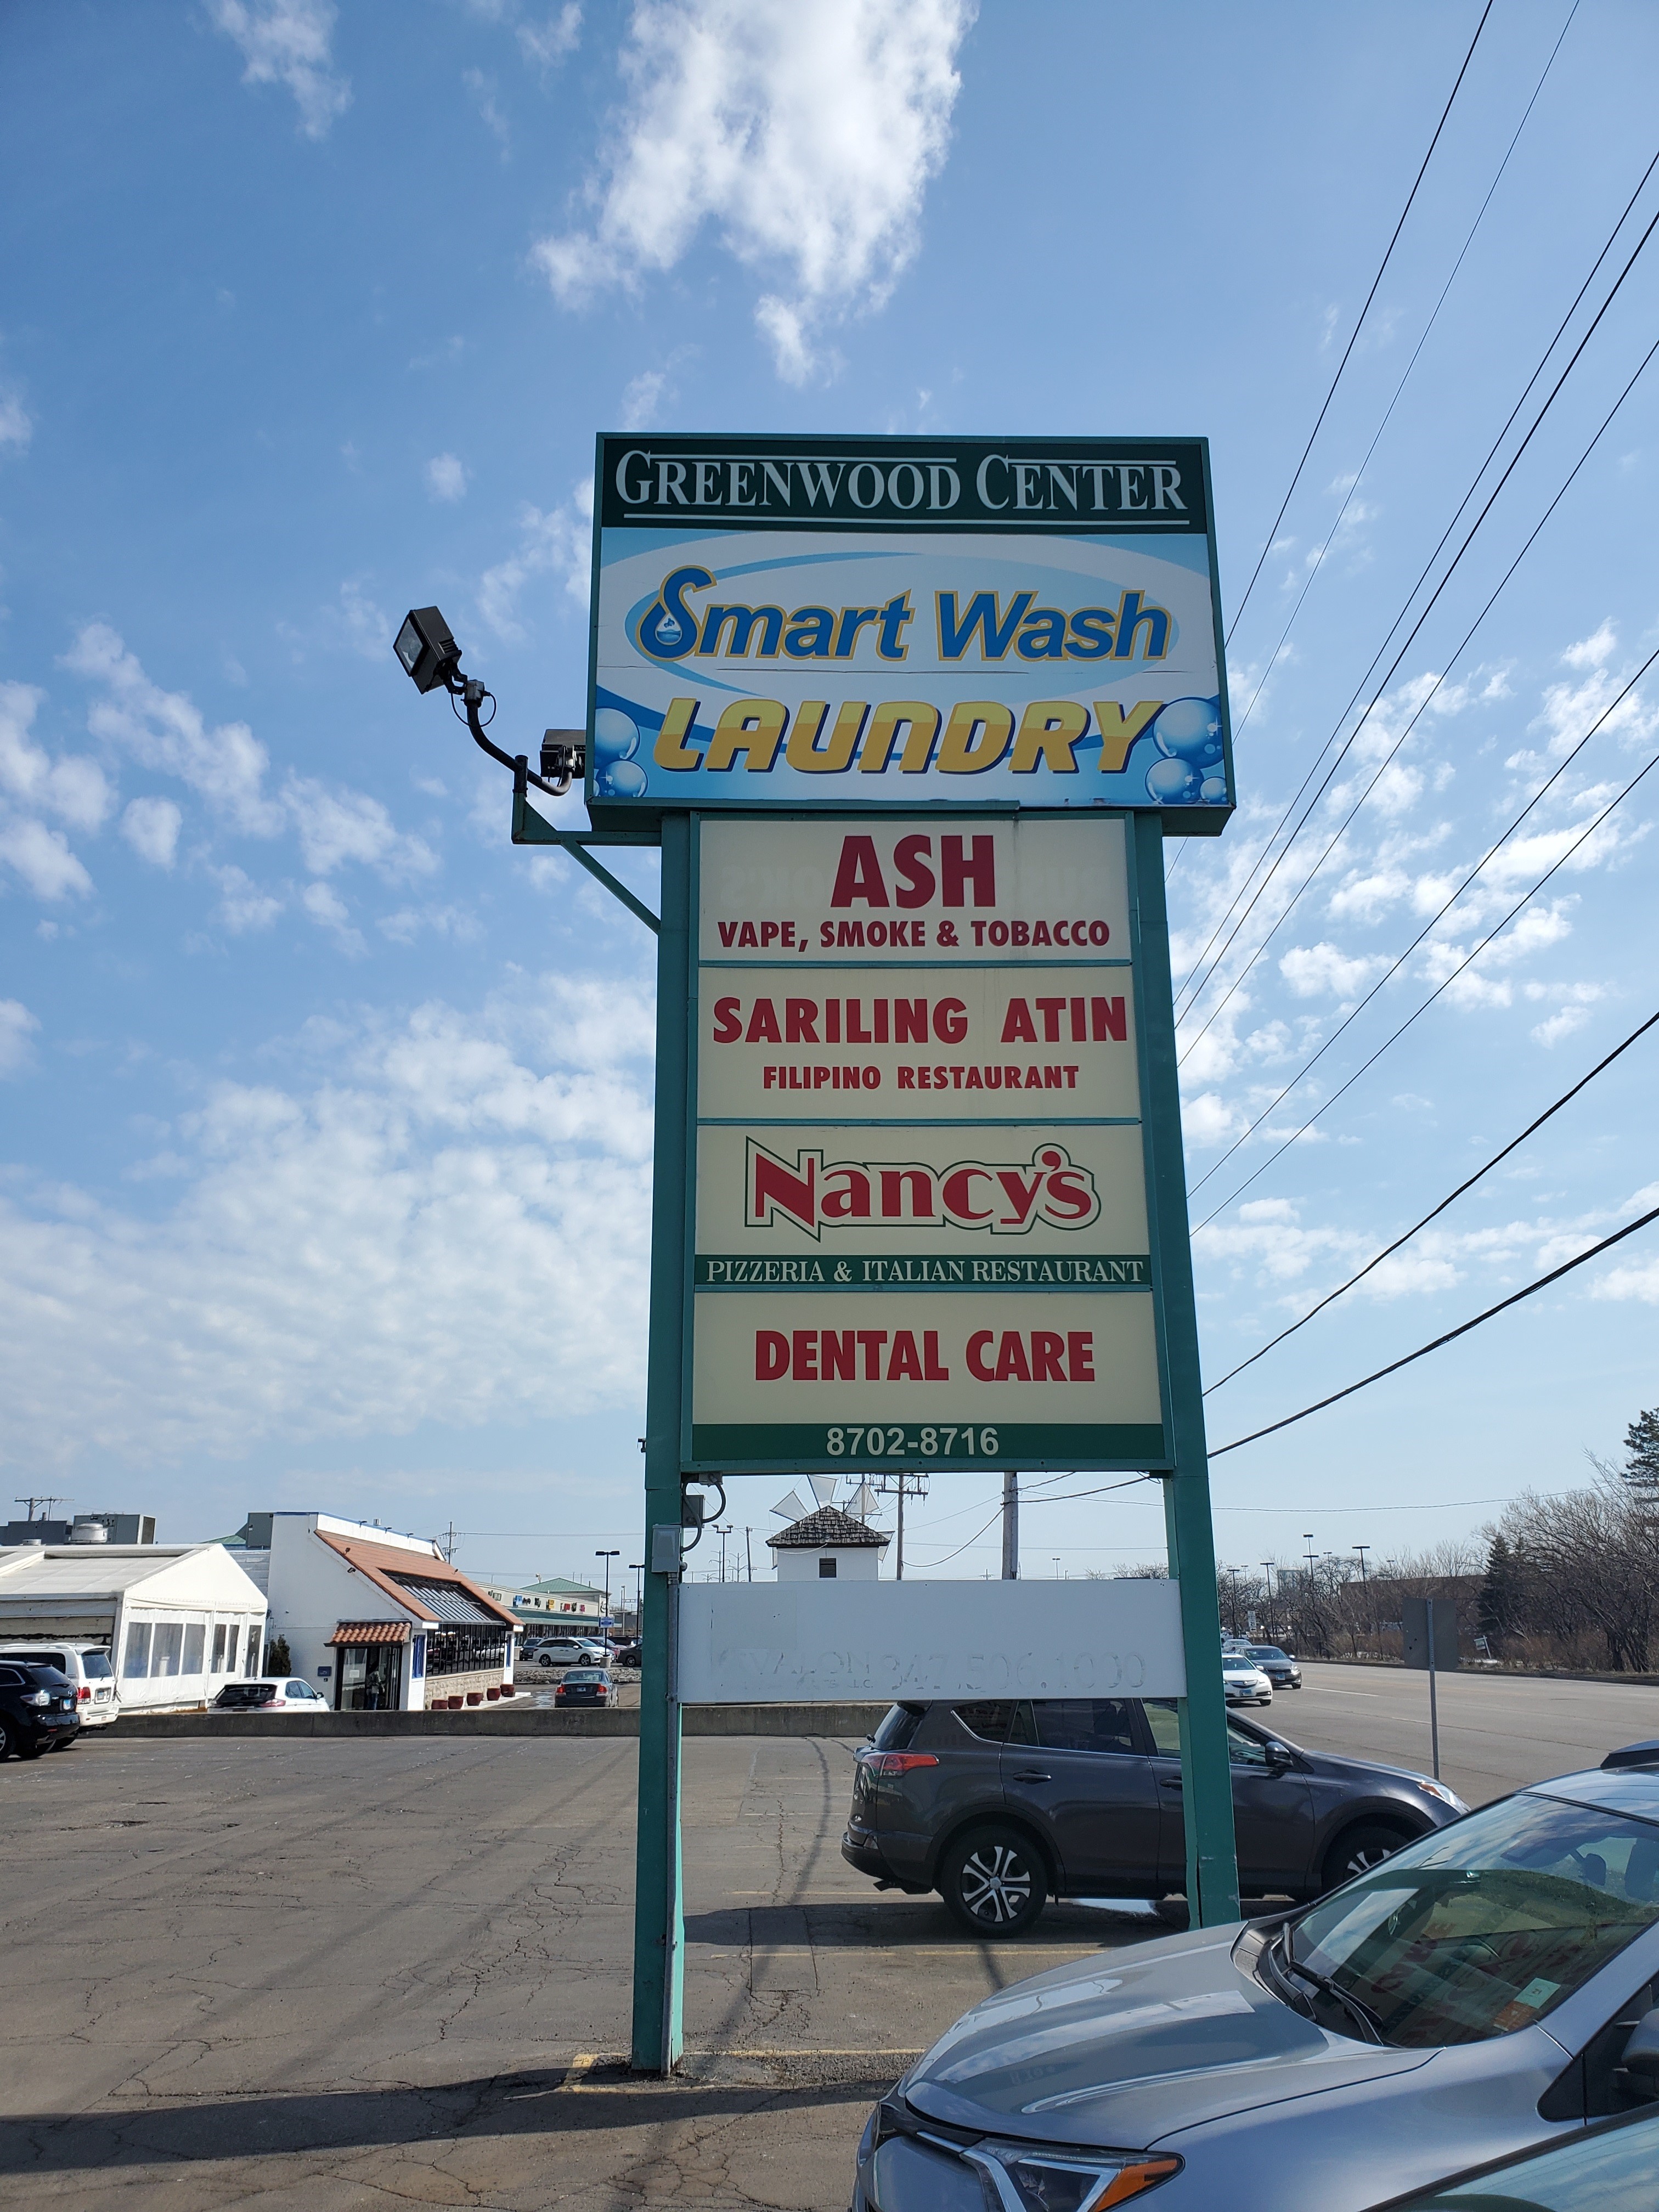 GREENWOOD CENTER
Smart Wash
LAUNDRY
ASH
VAPE, SMOKE & TOBACCO
SARILING ATIN
FILIPINO RESTAURANT
Nancy's
PIZZERIA & ITALIAN RESTAURANT
DENTAL CARE
8702-8716